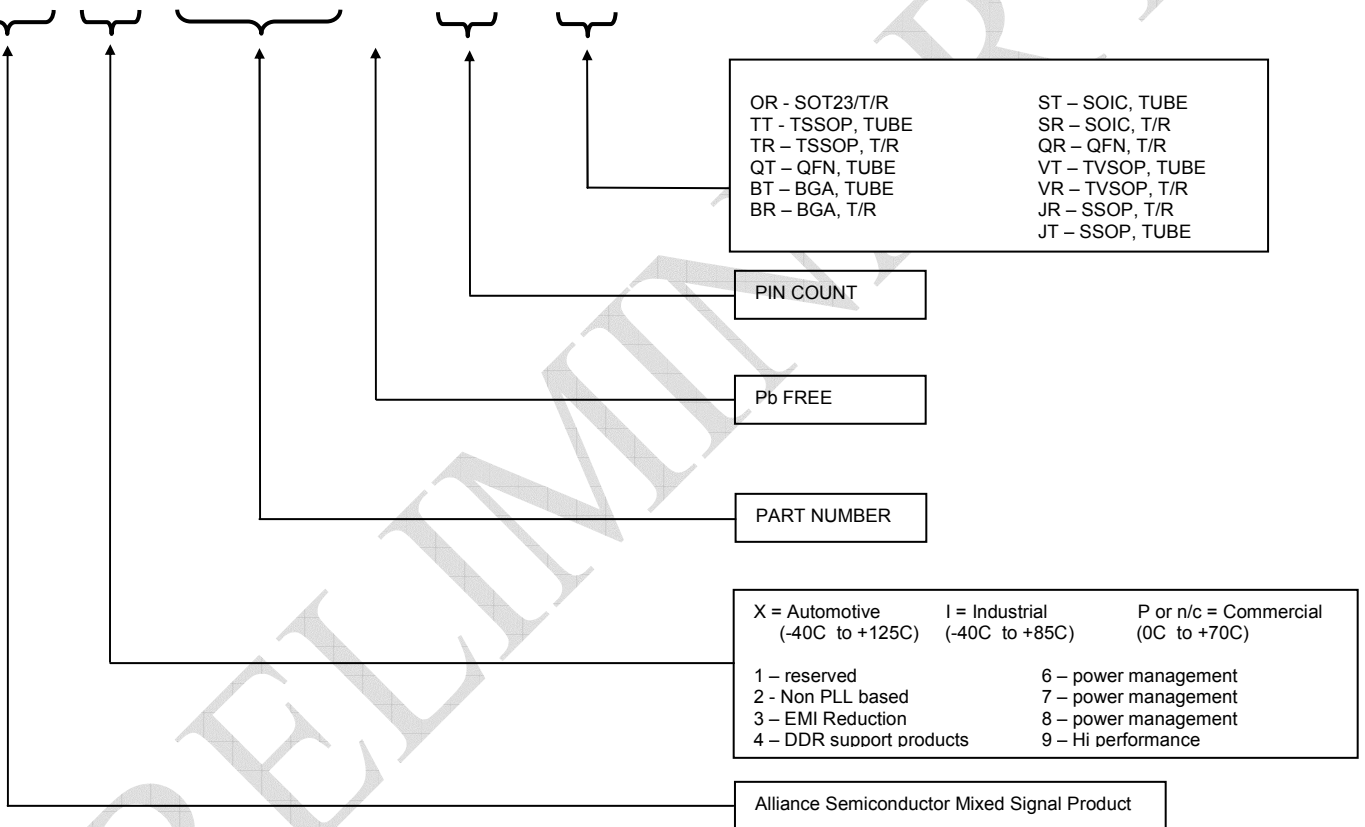 OR - SOT23/T/R
TT - TSSOP, TUBE
TR – TSSOP, T/R
QT – QFN, TUBE
BT – BGA, TUBE
BR – BGA, T/R
ST – SOIC, TUBE
SR – SOIC, T/R
QR – QFN, T/R
VT – TVSOP, TUBE
VR – TVSOP, T/R
JR – SSOP, T/R
JT – SSOP, TUBE
PIN COUNT
Pb FREE
PART NUMBER
X = Automotive I = Industrial P or n/c = Commercial
(-40C to +125C) (-40C to +85C) (0C to +70C)
1 – reserved 6 – power management
2 - Non PLL based 7 – power management
3 – EMI Reduction 8 – power management
4 – DDR support products 9 – Hi performance
Alliance Semiconductor Mixed Signal Product